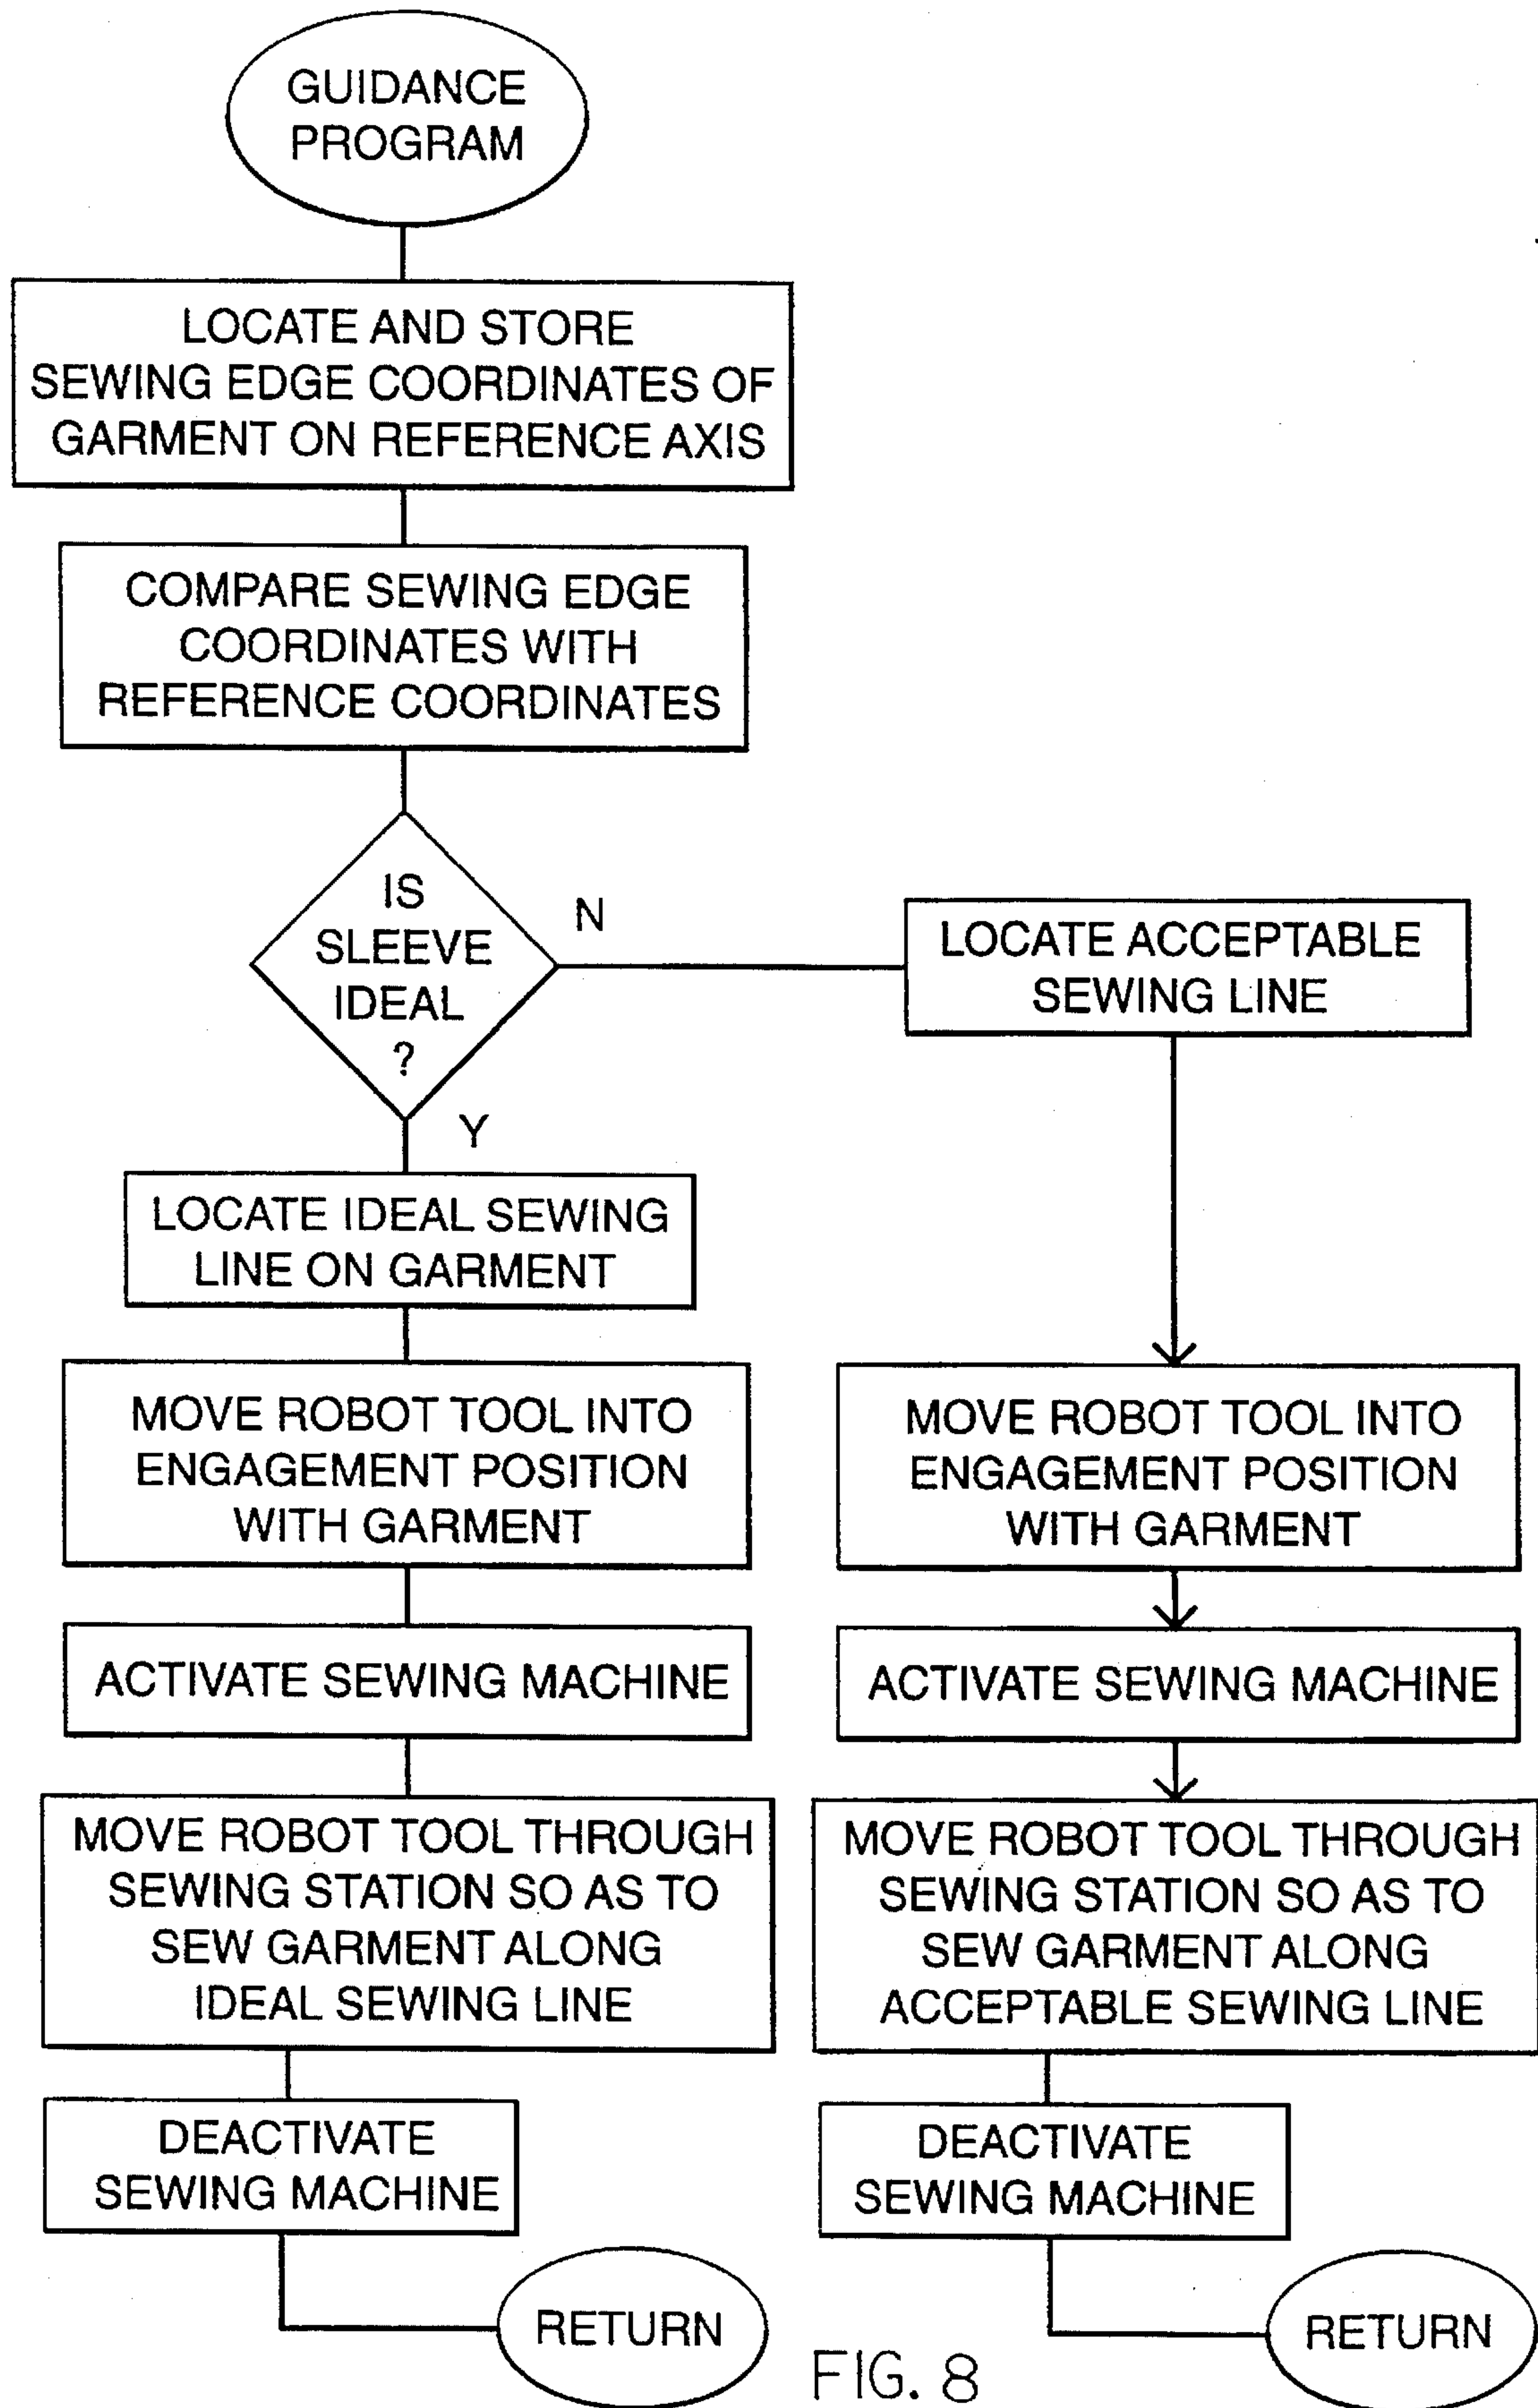 GUIDANCE
PROGRAM
LOCATE AND STORE
SEWING EDGE COORDINATES OF
GARMENT ON REFERENCE AXIS
COMPARE SEWING EDGE
COORDINATES WITH
REFERENCE COORDINATES
IS
SLEEVE
IDEAL
?
N
LOCATE ACCEPTABLE
SEWING LINE
Y
LOCATE IDEAL SEWING
LINE ON GARMENT
MOVE ROBOT TOOL INTO
ENGAGEMENT POSITION
WITH GARMENT
ACTIVATE SEWING MACHINE
MOVE ROBOT TOOL THROUGH
SEWING STATION SO AS TO
SEW GARMENT ALONG
IDEAL SEWING LINE
DEACTIVATE
SEWING MACHINE
RETURN
MOVE ROBOT TOOL INTO
ENGAGEMENT POSITION
WITH GARMENT
ACTIVATE SEWING MACHINE
MOVE ROBOT TOOL THROUGH
SEWING STATION SO AS TO
SEW GARMENT ALONG
ACCEPTABLE SEWING LINE
DEACTIVATE
SEWING MACHINE
RETURN
FIG. 8